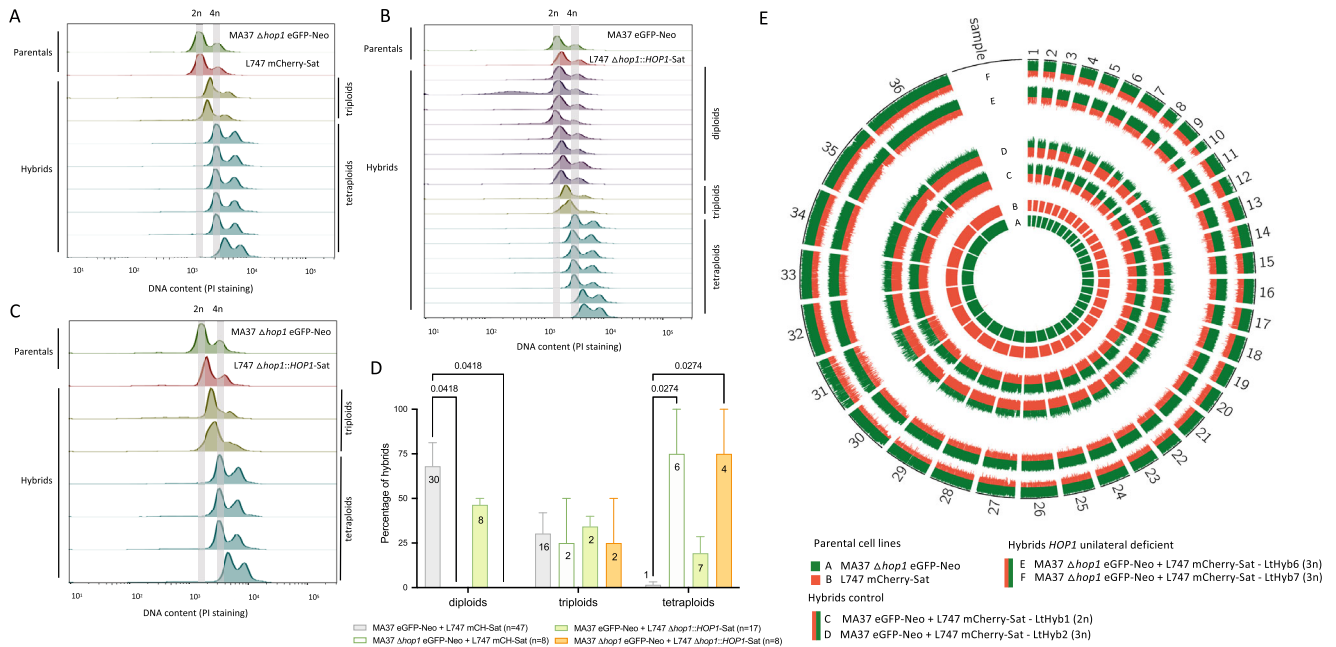 A
2n 4n
MA37 Δhop1 eGFP-Neo
L747 mCherry-Sat
Parentals
Hybrids
triploids
tetraploids
10¹ 10² 10³ 10⁴ 10⁵
DNA content (PI staining)
B
2n 4n
MA37 eGFP-Neo
L747 Δhop1::HOP1-Sat
Parentals
Hybrids
diploids
triploids
tetraploids
10¹ 10² 10³ 10⁴ 10⁵
DNA content (PI staining)
C
2n 4n
MA37 Δhop1 eGFP-Neo
L747 Δhop1::HOP1-Sat
Parentals
Hybrids
triploids
tetraploids
10¹ 10² 10³ 10⁴ 10⁵
DNA content (PI staining)
D
0.0418
0.0418
0.0274
0.0274
Percentage of hybrids
100
75
50
25
0
30
8
16
2
2
2
1
6
7
4
diploids triploids tetraploids
MA37 eGFP-Neo + L747 mCH-Sat (n=47)
MA37 eGFP-Neo + L747 Δhop1::HOP1-Sat (n=17)
MA37 Δhop1 eGFP-Neo + L747 mCH-Sat (n=8)
MA37 Δhop1 eGFP-Neo + L747 Δhop1::HOP1-Sat (n=8)
E
sample
F
E
D
C
B
A
1
2
3
4
5
6
7
8
9
10
11
12
13
14
15
16
17
18
19
20
21
22
23
24
25
26
27
28
29
30
31
32
33
34
35
36
Parental cell lines
A MA37 Δhop1 eGFP-Neo
B L747 mCherry-Sat
Hybrids control
C MA37 eGFP-Neo + L747 mCherry-Sat - LtHyb1 (2n)
D MA37 eGFP-Neo + L747 mCherry-Sat - LtHyb2 (3n)
Hybrids HOP1 unilateral deficient
E MA37 Δhop1 eGFP-Neo + L747 mCherry-Sat - LtHyb6 (3n)
F MA37 Δhop1 eGFP-Neo + L747 mCherry-Sat - LtHyb7 (3n)